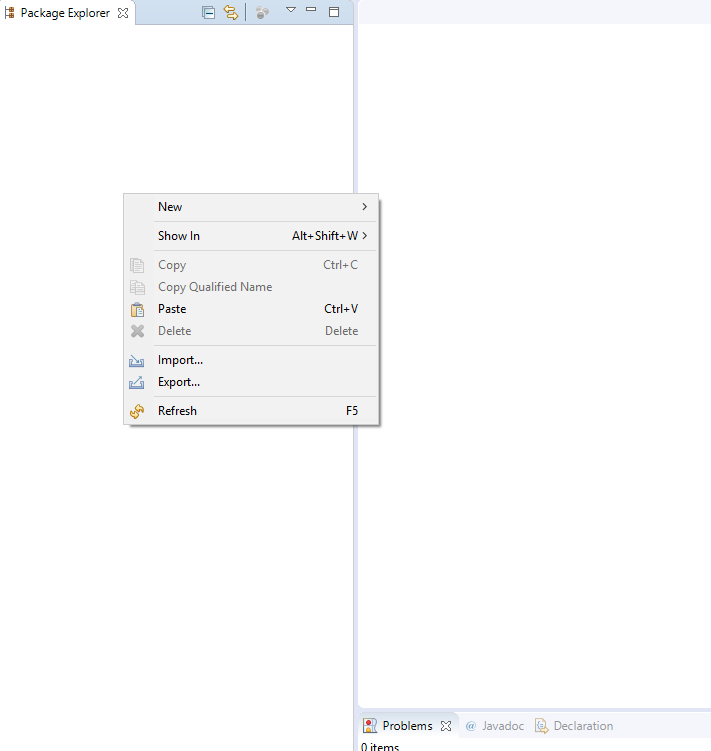 Package Explorer
New
Show In Alt+Shift+W
Copy Ctrl+C
Copy Qualified Name
Paste Ctrl+V
Delete Delete
Import...
Export...
Refresh F5
Problems @ Javadoc Declaration
0 items